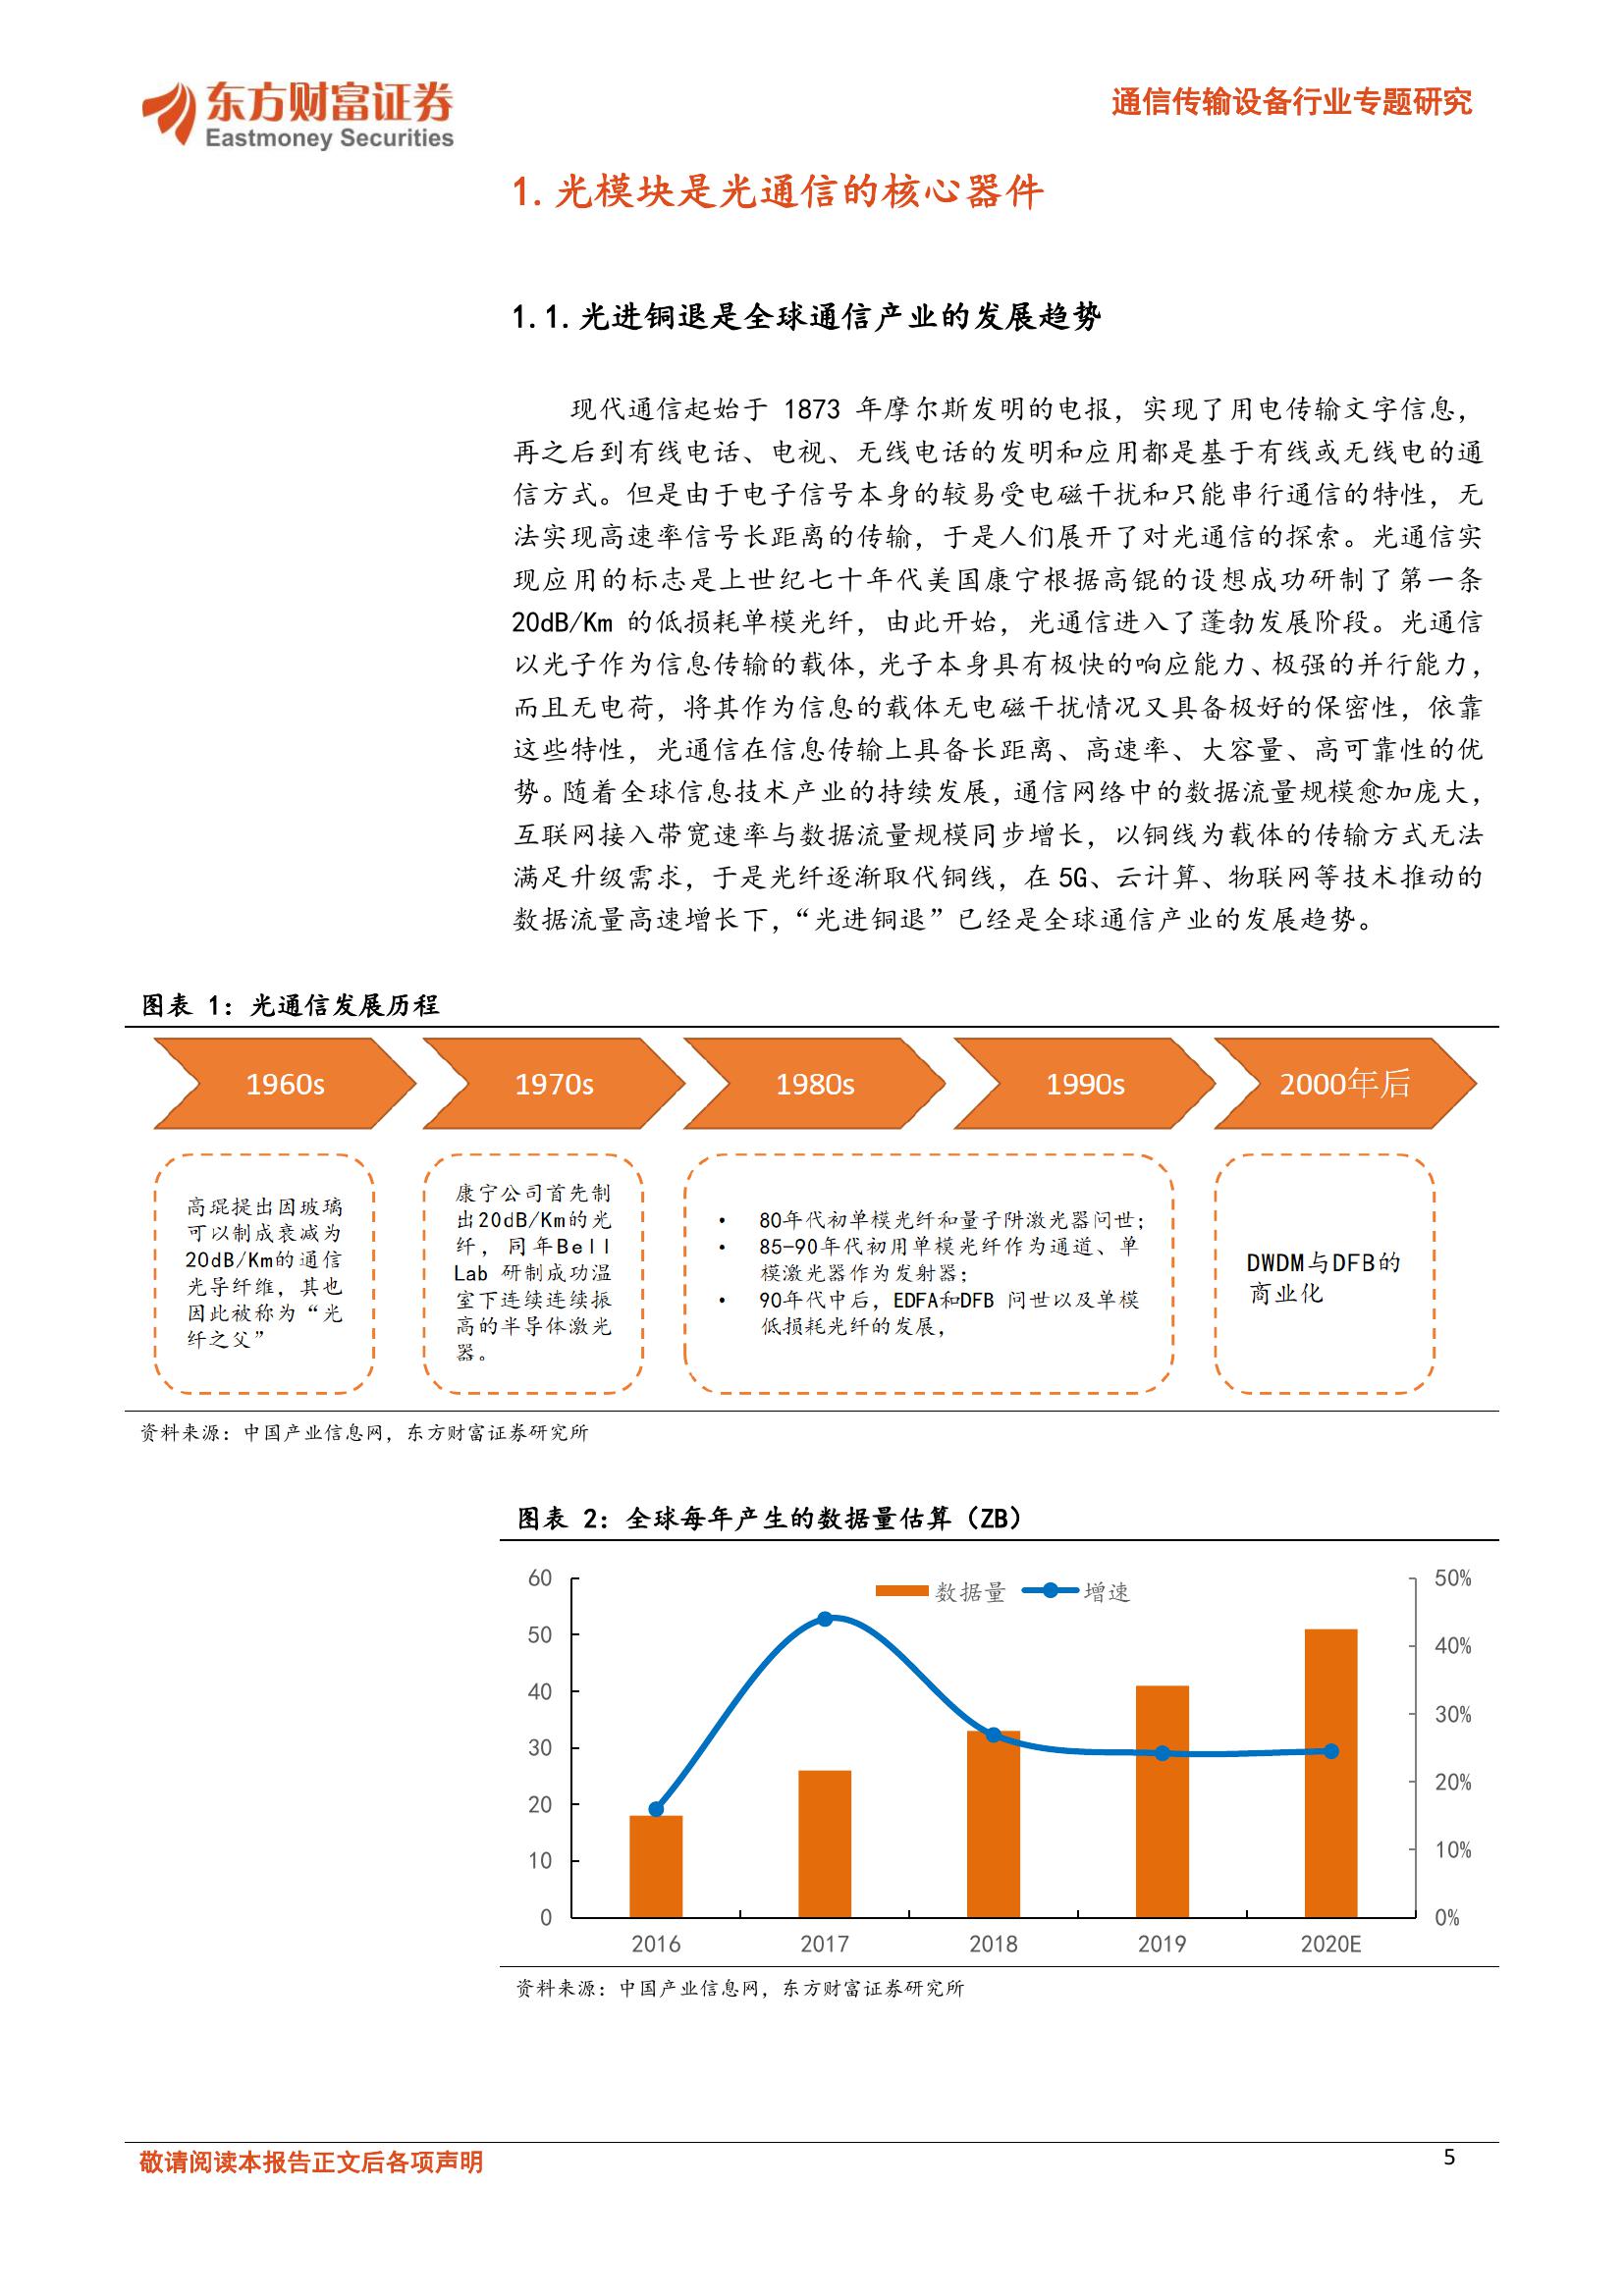 东方财富证券
Eastmoney Securities
通信传输设备行业专题研究
1.光模块是光通信的核心器件
1.1.光进铜退是全球通信产业的发展趋势
现代通信起始于 1873 年摩尔斯发明的电报，实现了用电传输文字信息，
再之后到有线电话、电视、无线电话的发明和应用都是基于有线或无线电的通
信方式。但是由于电子信号本身的较易受电磁干扰和只能串行通信的特性，无
法实现高速率信号长距离的传输，于是人们展开了对光通信的探索。光通信实
现应用的标志是上世纪七十年代美国康宁根据高锟的设想成功研制了第一条
20dB/Km 的低损耗单模光纤，由此开始，光通信进入了蓬勃发展阶段。光通信
以光子作为信息传输的载体，光子本身具有极快的响应能力、极强的并行能力，
而且无电荷，将其作为信息的载体无电磁干扰情况又具备极好的保密性，依靠
这些特性，光通信在信息传输上具备长距离、高速率、大容量、高可靠性的优
势。随着全球信息技术产业的持续发展，通信网络中的数据流量规模愈加庞大，
互联网接入带宽速率与数据流量规模同步增长，以铜线为载体的传输方式无法
满足升级需求，于是光纤逐渐取代铜线，在 5G、云计算、物联网等技术推动的
数据流量高速增长下，“光进铜退”已经是全球通信产业的发展趋势。
图表 1：光通信发展历程
1960s
1970s
1980s
1990s
2000年后
高琨提出因玻璃
可以制成衰减为
20dB/Km的通信
光导纤维，其也
因此被称为“光
纤之父”
康宁公司首先制
出20dB/Km的光
纤，同年Bell
Lab 研制成功温
室下连续连续振
高的半导体激光
器。
• 80年代初单模光纤和量子阱激光器问世；
• 85-90年代初用单模光纤作为通道、单
模激光器作为发射器；
• 90年代中后，EDFA和DFB 问世以及单模
低损耗光纤的发展，
DWDM与DFB的
商业化
资料来源：中国产业信息网，东方财富证券研究所
图表 2：全球每年产生的数据量估算（ZB）
数据量 增速
60
50
40
30
20
10
0
50%
40%
30%
20%
10%
0%
2016 2017 2018 2019 2020E
资料来源：中国产业信息网，东方财富证券研究所
敬请阅读本报告正文后各项声明
5